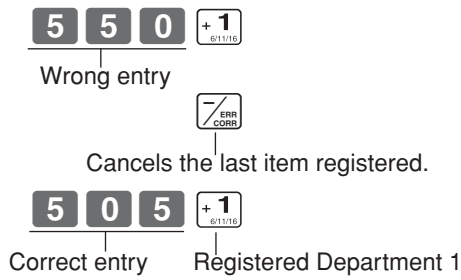 5 5 0 +1 6/11/16
Wrong entry
−/ERR CORR
Cancels the last item registered.
5 0 5 +1 6/11/16
Correct entry Registered Department 1